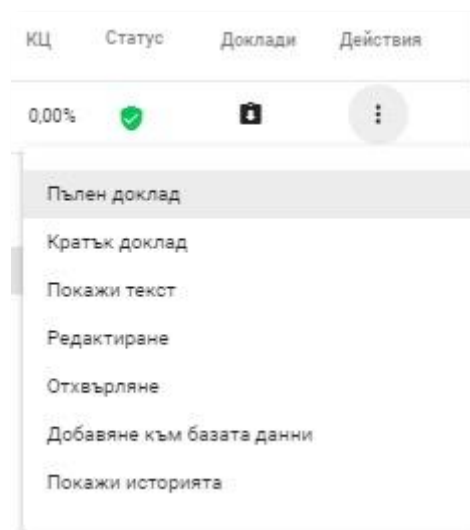 КЦ Статус Доклади Действия
0,00%
Пълен доклад
Кратък доклад
Покажи текст
Редактиране
Отхвърляне
Добавяне към базата данни
Покажи историята